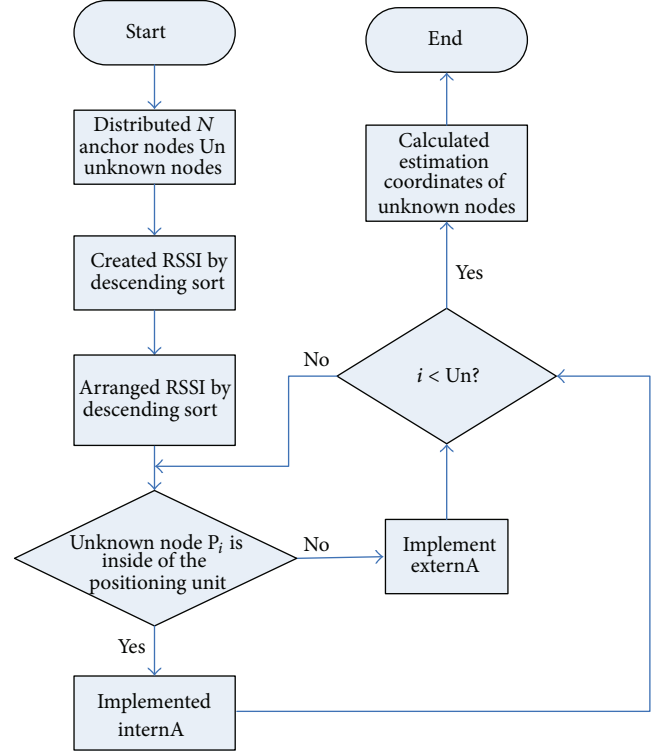 Start
Distributed N
anchor nodes Un
unknown nodes
Created RSSI by
descending sort
Arranged RSSI by
descending sort
Unknown node Pi is
inside of the
positioning unit
Yes
Implemented
internA
No
Implement
externA
i < Un?
No
Yes
Calculated
estimation
coordinates of
unknown nodes
End